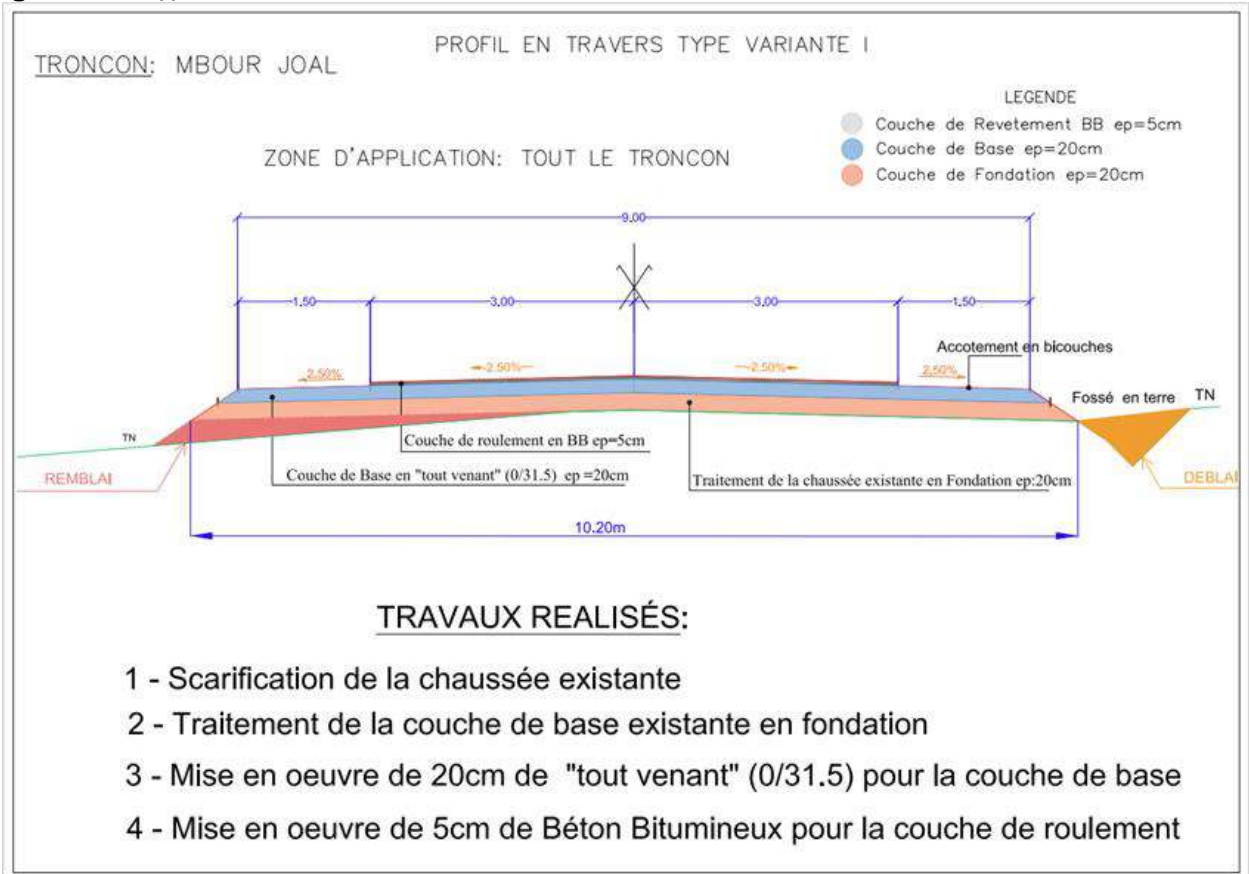 PROFIL EN TRAVERS TYPE VARIANTE I
TRONCON: MBOUR JOAL
LEGENDE
Couche de Revetement BB ep=5cm
Couche de Base ep=20cm
Couche de Fondation ep=20cm
ZONE D'APPLICATION: TOUT LE TRONCON
9.00
1.50 3.00 3.00 1.50
Accotement en bicouches
2.50% 2.50% 2.50% 2.50%
Fossé en terre TN
TN
Couche de roulement en BB ep=5cm
REMBLAI
Couche de Base en "tout venant" (0/31.5) ep =20cm
Traitement de la chaussée existante en Fondation ep:20cm
DEBLAI
10.20m
TRAVAUX REALISÉS:
1 - Scarification de la chaussée existante
2 - Traitement de la couche de base existante en fondation
3 - Mise en oeuvre de 20cm de "tout venant" (0/31.5) pour la couche de base
4 - Mise en oeuvre de 5cm de Béton Bitumineux pour la couche de roulement